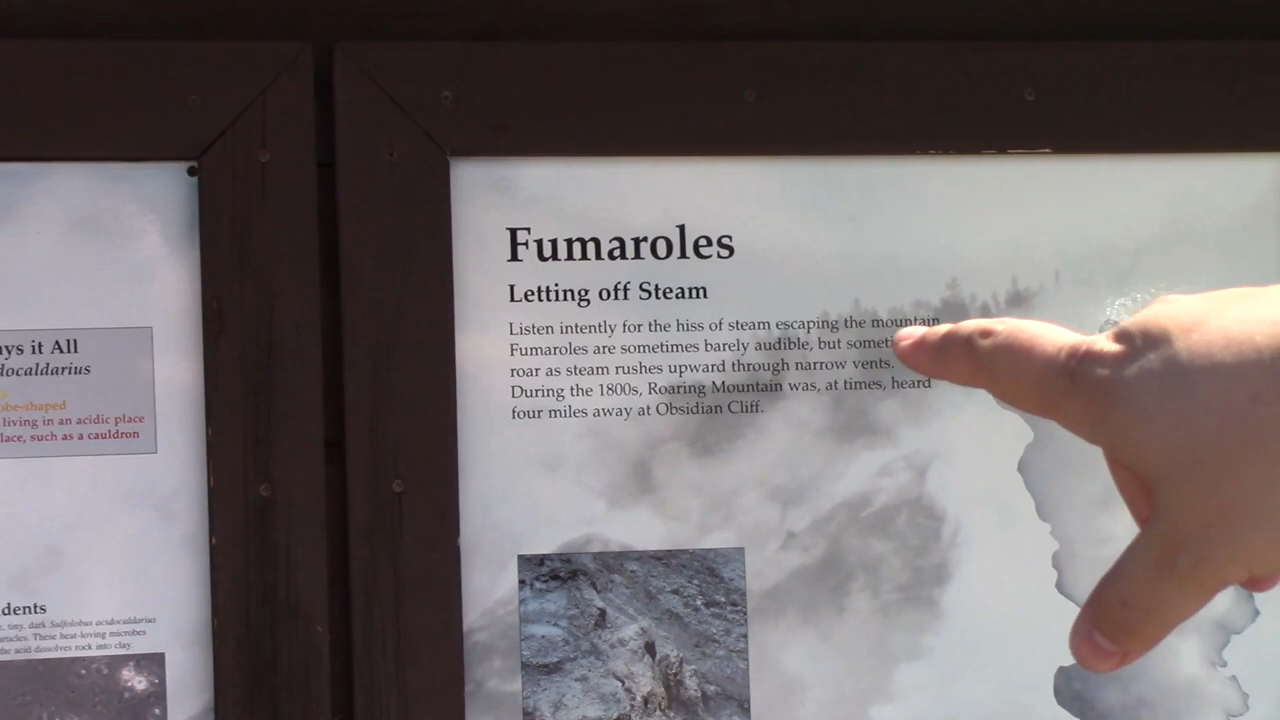 ys it All
docaldarius
obe-shaped
living in an acidic place
lace, such as a cauldron
dents
tiny, dark Sulfolobus acidocaldarius
These heat-loving microbes
the acid dissolves rock into clay.
Fumaroles
Letting off Steam
Listen intently for the hiss of steam escaping the mountain
Fumaroles are sometimes barely audible, but someti
roar as steam rushes upward through narrow vents.
During the 1800s, Roaring Mountain was, at times, heard
four miles away at Obsidian Cliff.